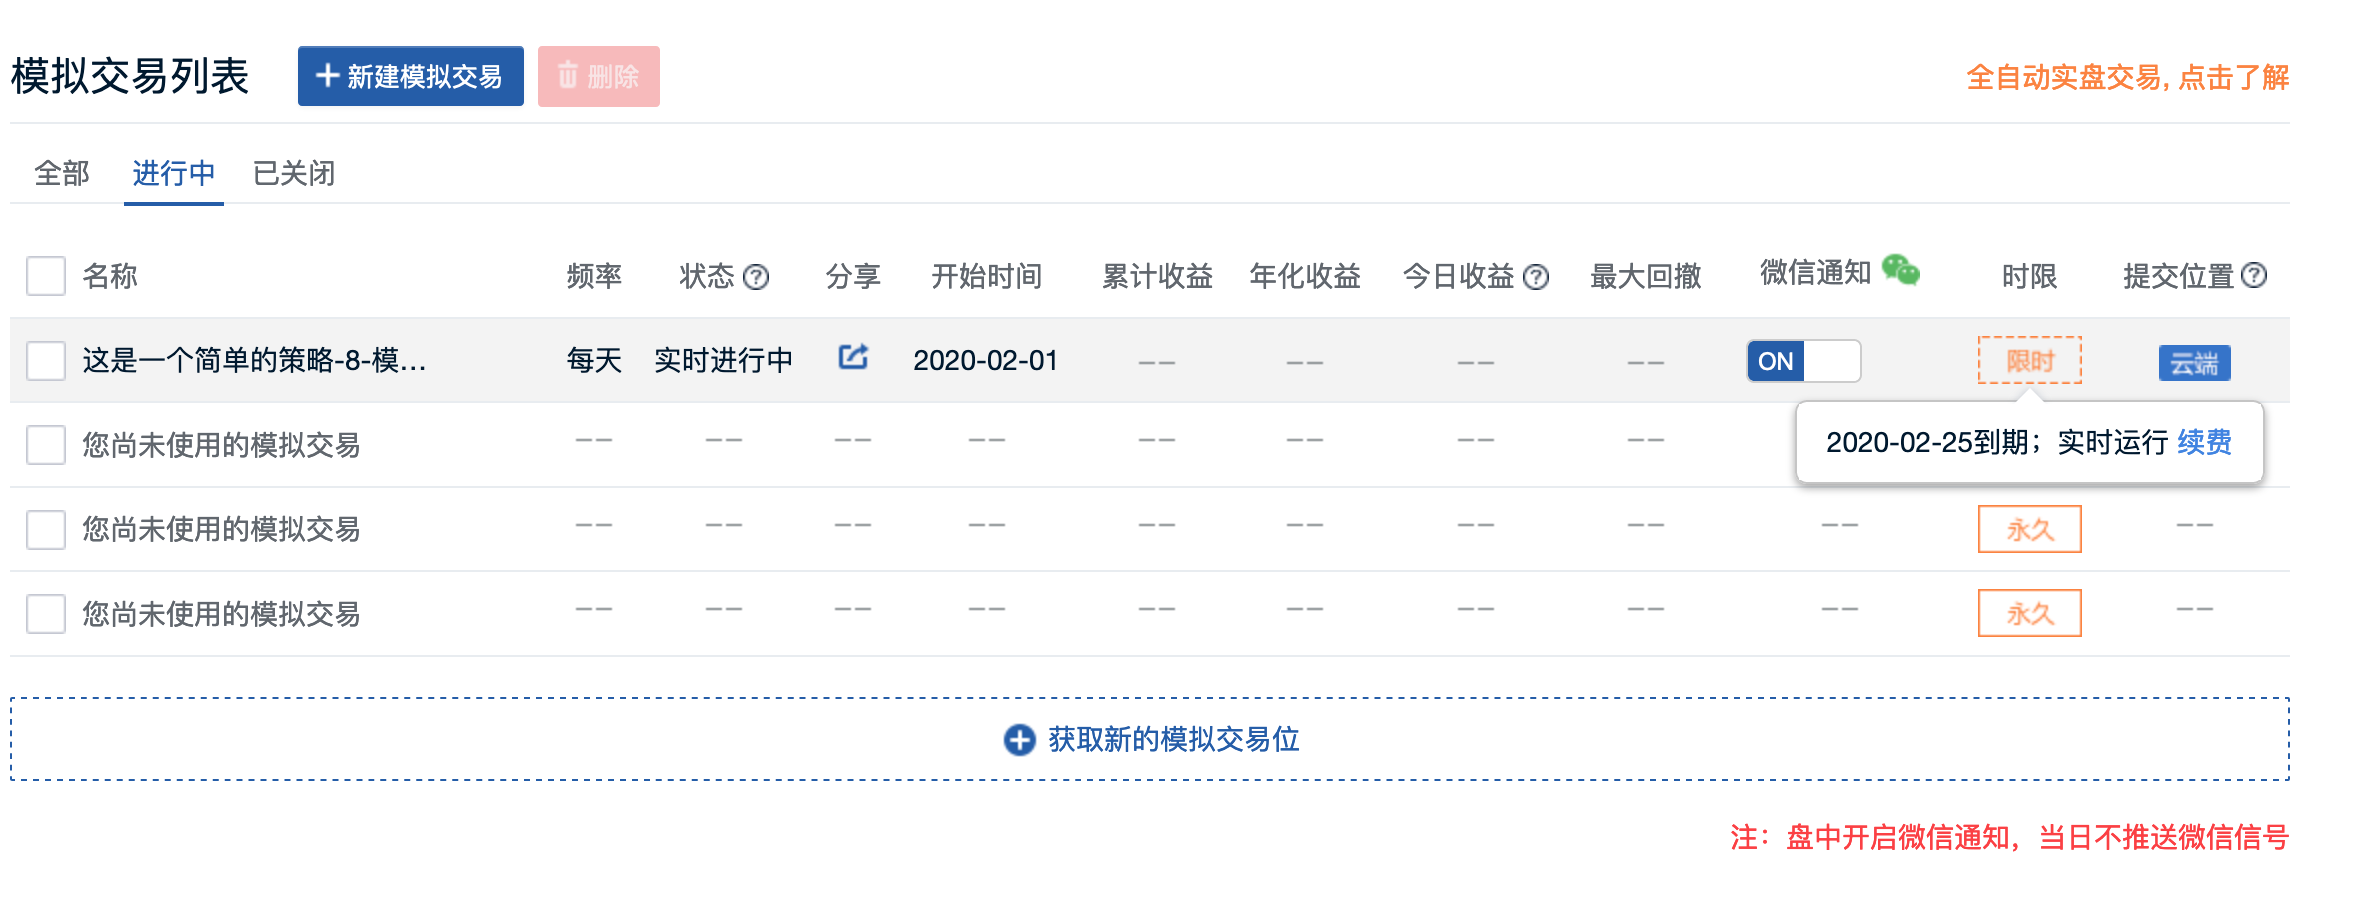 模拟交易列表 新建模拟交易 删除 全自动实盘交易, 点击了解
全部 进行中 已关闭
名称 频率 状态 分享 开始时间 累计收益 年化收益 今日收益 最大回撤 微信通知 时限 提交位置
这是一个简单的策略-8-模... 每天 实时进行中 2020-02-01 -- -- -- -- ON 限时 云端
您尚未使用的模拟交易 -- -- -- -- -- -- -- -- 2020-02-25到期；实时运行 续费
您尚未使用的模拟交易 -- -- -- -- -- -- -- -- -- 永久 --
您尚未使用的模拟交易 -- -- -- -- -- -- -- -- -- 永久 --
获取新的模拟交易位
注：盘中开启微信通知，当日不推送微信信号